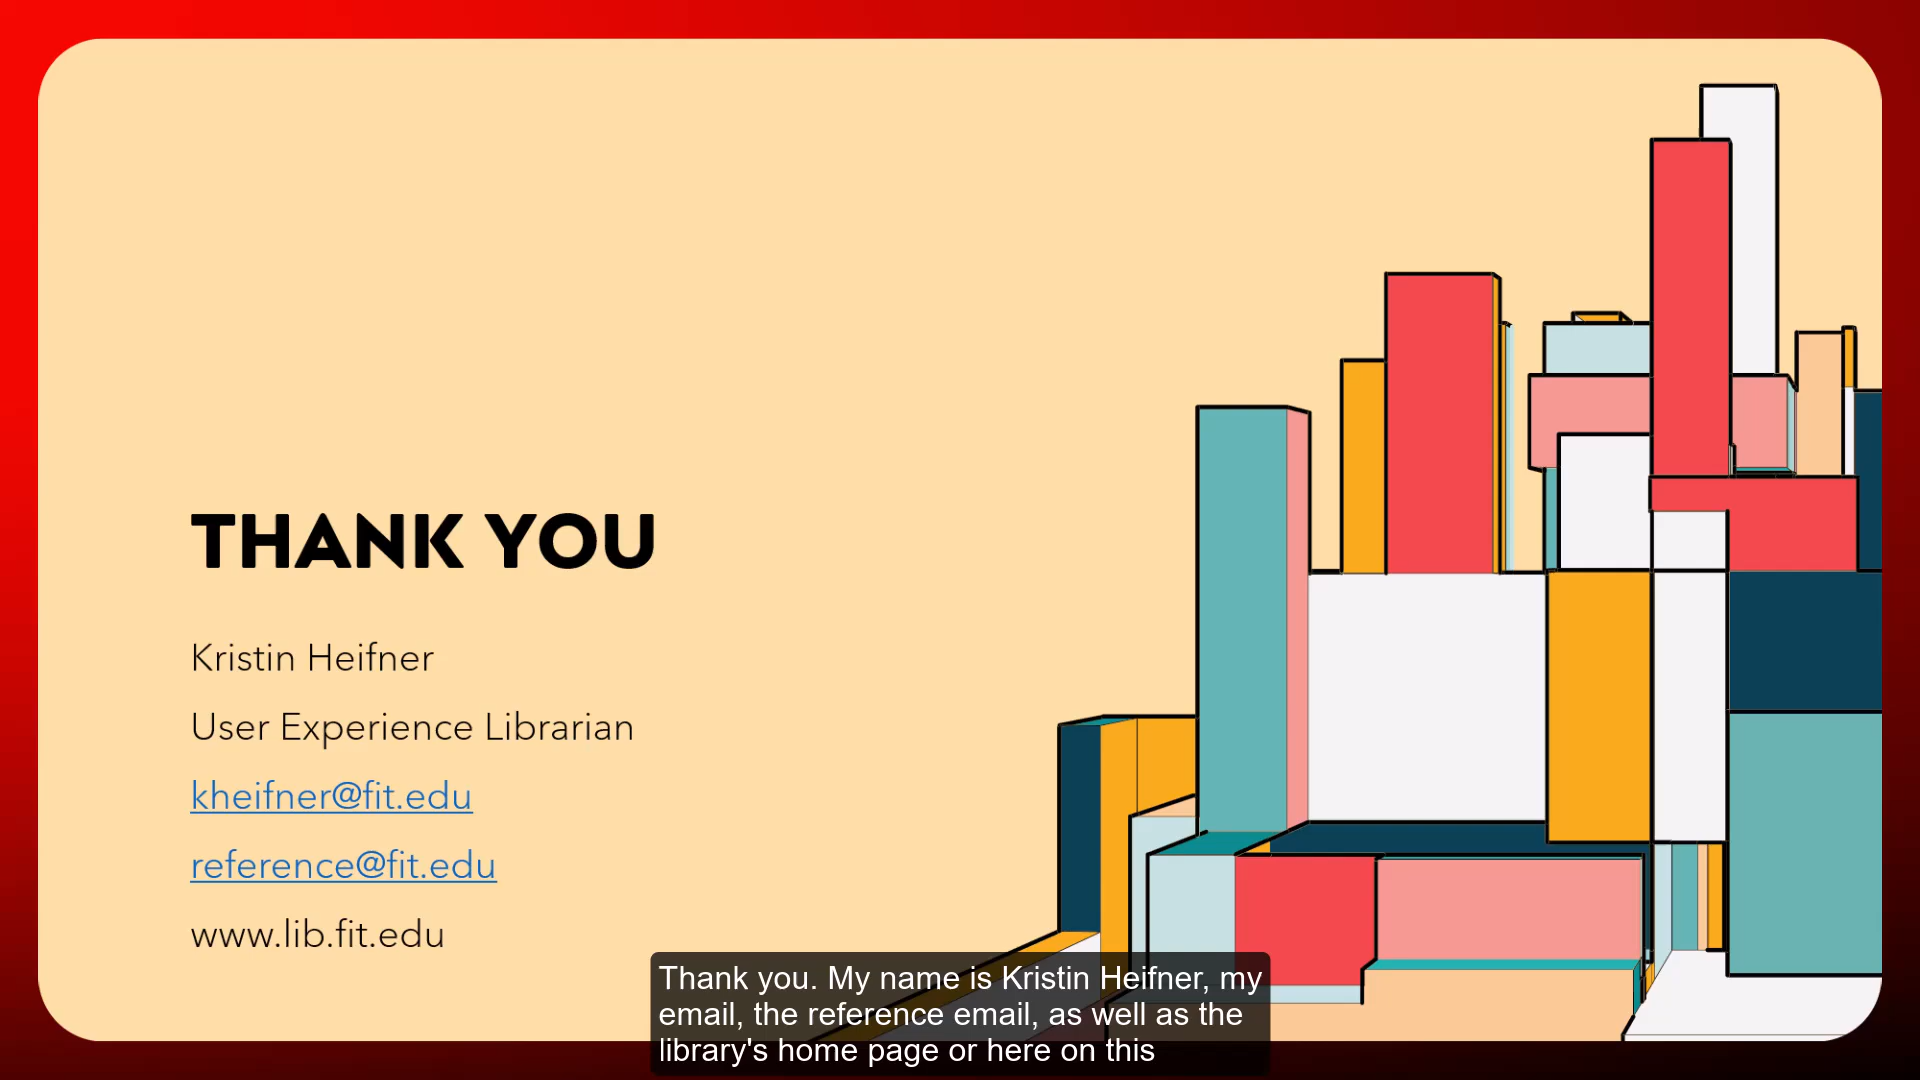 THANK YOU
Kristin Heifner
User Experience Librarian
kheifner@fit.edu
reference@fit.edu
www.lib.fit.edu
Thank you. My name is Kristin Heifner, my
email, the reference email, as well as the
library's home page or here on this